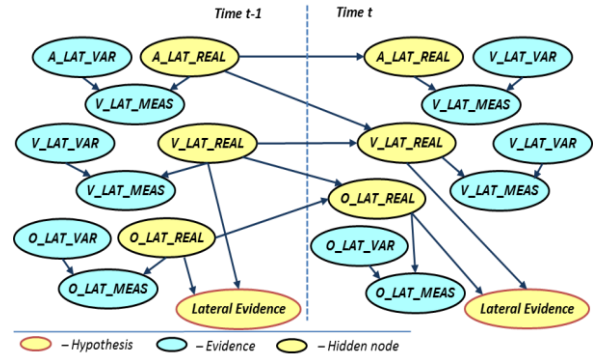 Time t-1 Time t
A_LAT_VAR A_LAT_REAL A_LAT_REAL V_LAT_VAR
V_LAT_MEAS V_LAT_MEAS
V_LAT_VAR V_LAT_REAL V_LAT_REAL V_LAT_VAR
V_LAT_MEAS V_LAT_MEAS
O_LAT_REAL
O_LAT_VAR O_LAT_REAL O_LAT_VAR
O_LAT_MEAS O_LAT_MEAS
Lateral Evidence Lateral Evidence
– Hypothesis – Evidence – Hidden node